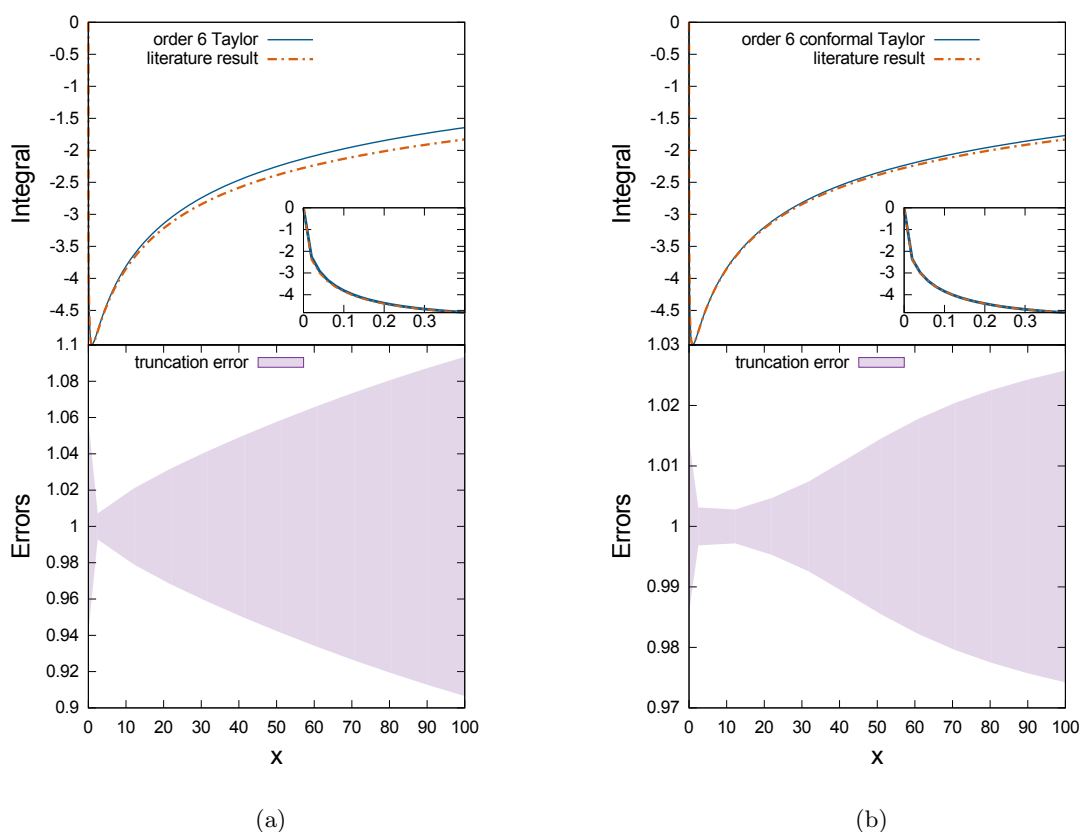 0
-0.5
-1
-1.5
-2
-2.5
-3
-3.5
-4
-4.5
Integral
order 6 Taylor
literature result
0
-1
-2
-3
-4
0 0.1 0.2 0.3
1.1
1.08
1.06
1.04
1.02
1
0.98
0.96
0.94
0.92
0.9
Errors
truncation error
0 10 20 30 40 50 60 70 80 90 100
x
(a)
0
-0.5
-1
-1.5
-2
-2.5
-3
-3.5
-4
-4.5
Integral
order 6 conformal Taylor
literature result
0
-1
-2
-3
-4
0 0.1 0.2 0.3
1.03
1.02
1.01
1
0.99
0.98
0.97
Errors
truncation error
0 10 20 30 40 50 60 70 80 90 100
x
(b)